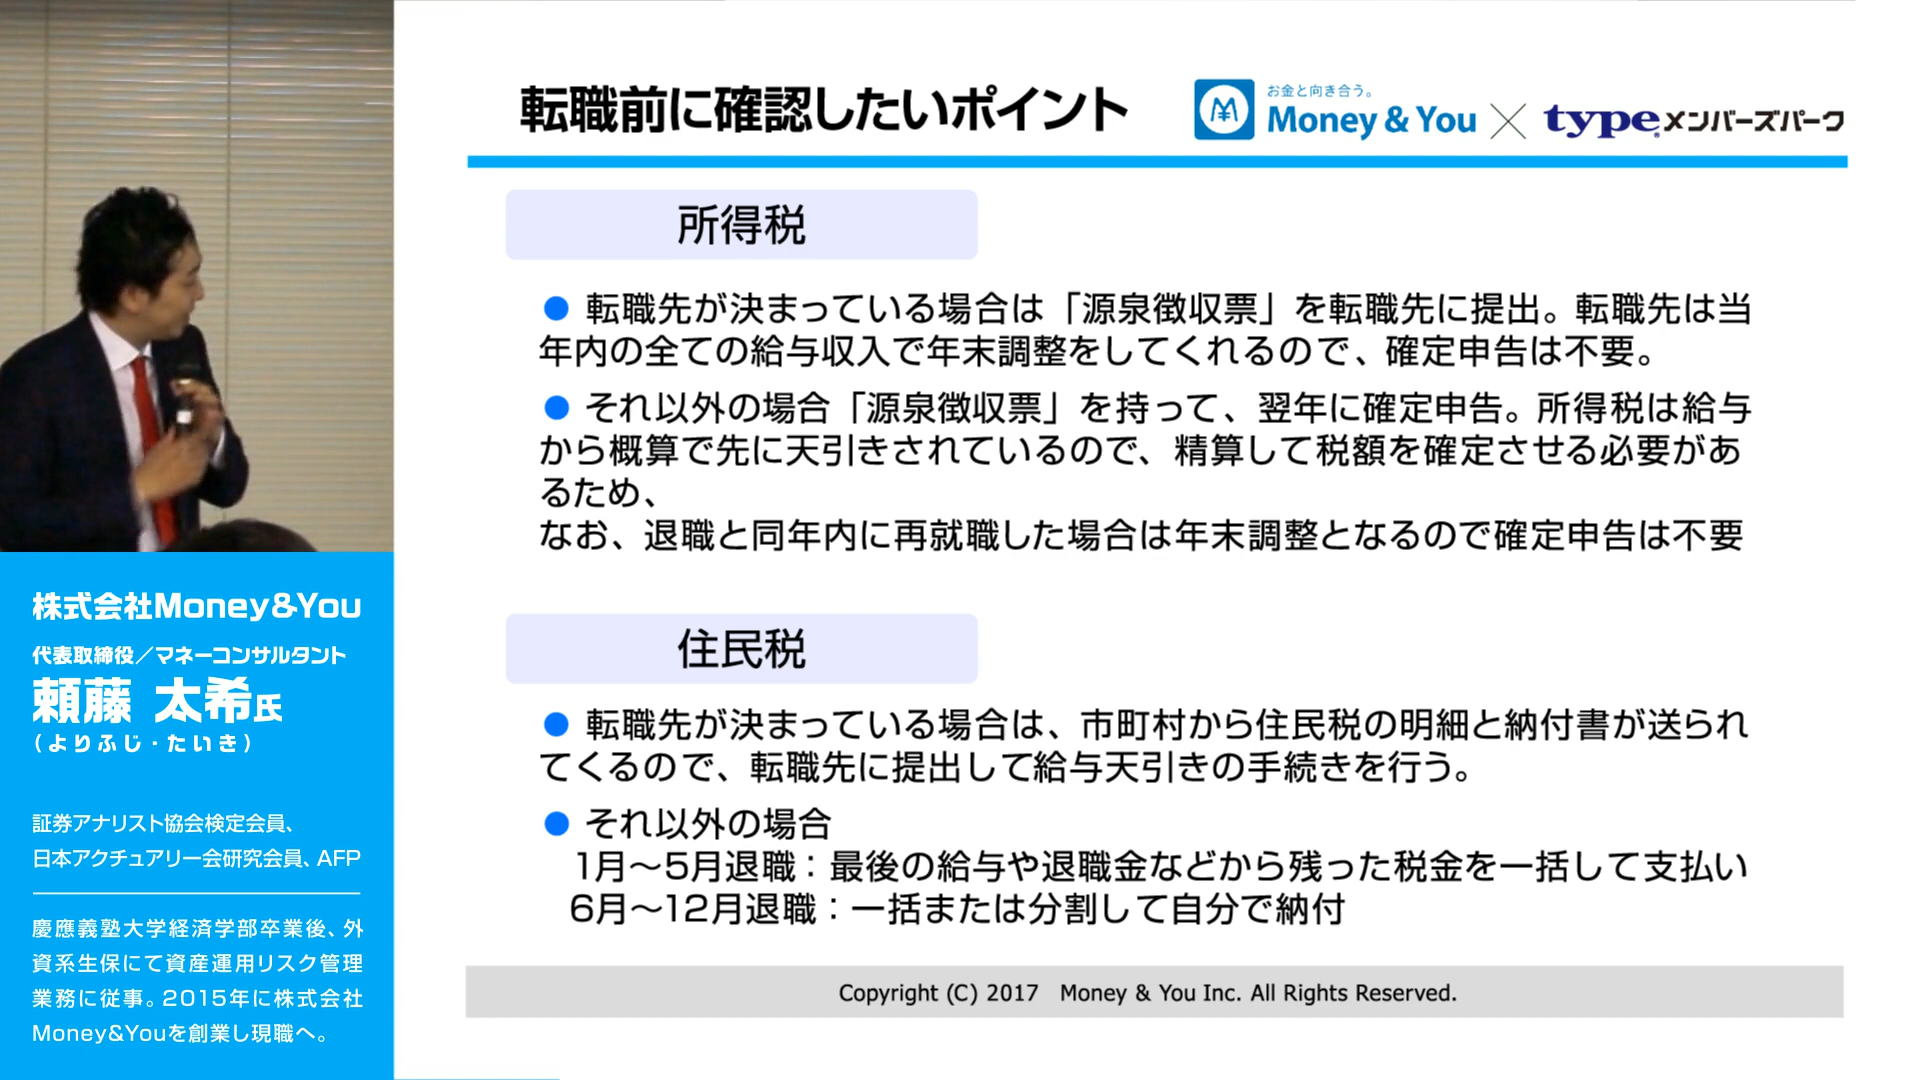 転職前に確認したいポイント
お金と向き合う。
Money & You × type メンバーズパーク
所得税
● 転職先が決まっている場合は「源泉徴収票」を転職先に提出。転職先は当
年内の全ての給与収入で年末調整をしてくれるので、確定申告は不要。
● それ以外の場合「源泉徴収票」を持って、翌年に確定申告。所得税は給与
から概算で先に天引きされているので、精算して税額を確定させる必要があ
るため、
なお、退職と同年内に再就職した場合は年末調整となるので確定申告は不要
住民税
● 転職先が決まっている場合は、市町村から住民税の明細と納付書が送られ
てくるので、転職先に提出して給与天引きの手続きを行う。
● それ以外の場合
1月～5月退職：最後の給与や退職金などから残った税金を一括して支払い
6月～12月退職：一括または分割して自分で納付
Copyright (C) 2017 Money & You Inc. All Rights Reserved.
株式会社Money&You
代表取締役／マネーコンサルタント
頼藤 太希氏
（よりふじ・たいき）
証券アナリスト協会検定会員、
日本アクチュアリー会研究会員、AFP
慶應義塾大学経済学部卒業後、外
資系生保にて資産運用リスク管理
業務に従事。2015年に株式会社
Money&Youを創業し現職へ。